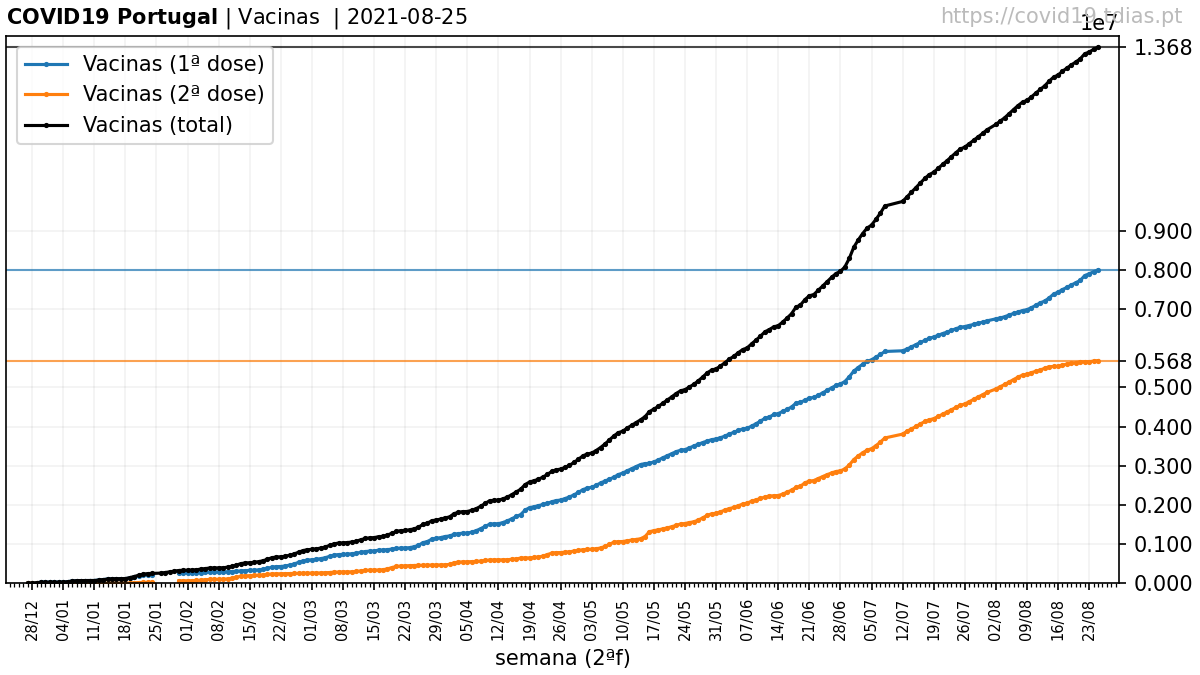 COVID19 Portugal | Vacinas | 2021-08-25
https://covid19.tdias.pt
1e7
Vacinas (1ª dose)
Vacinas (2ª dose)
Vacinas (total)
1.368
0.900
0.800
0.700
0.568
0.500
0.400
0.300
0.200
0.100
0.000
28/12 04/01 11/01 18/01 25/01 01/02 08/02 15/02 22/02 01/03 08/03 15/03 22/03 29/03 05/04 12/04 19/04 26/04 03/05 10/05 17/05 24/05 31/05 07/06 14/06 21/06 28/06 05/07 12/07 19/07 26/07 02/08 09/08 16/08 23/08
semana (2ªf)